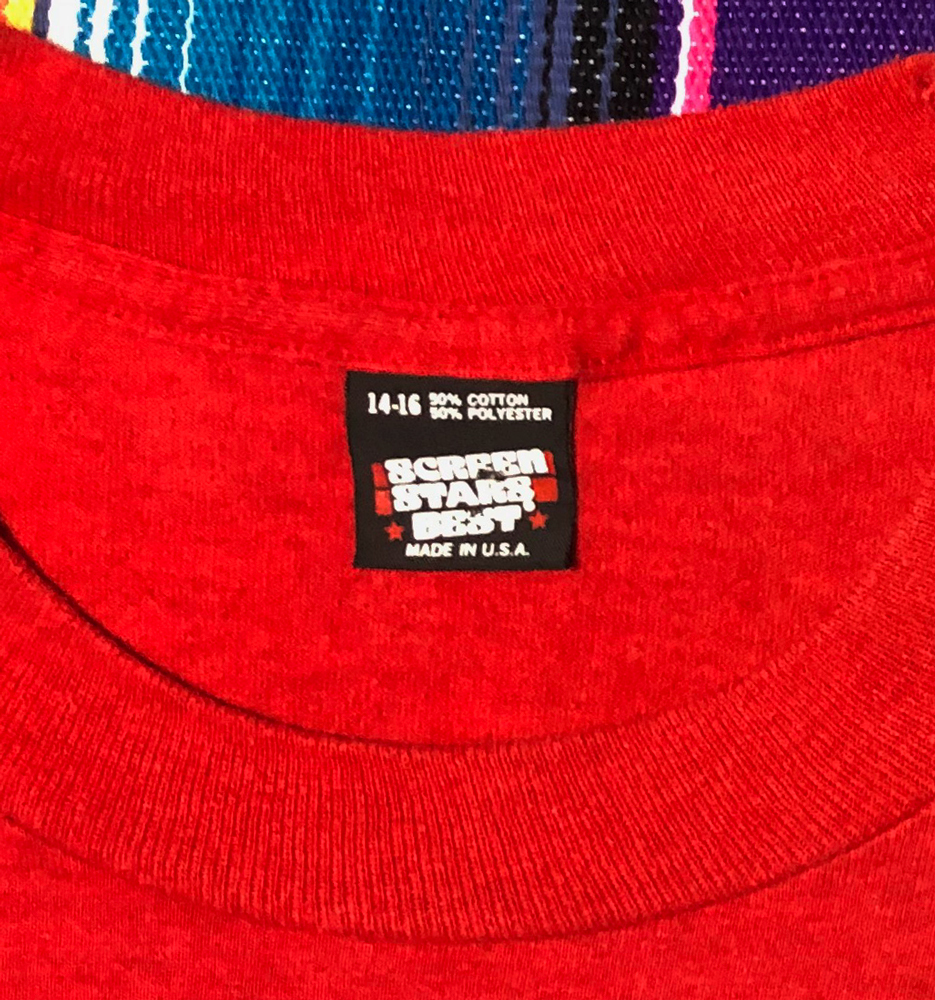 14-16 50% COTTON
50% POLYESTER
SCREEN
STARS
BEST
MADE IN U.S.A.